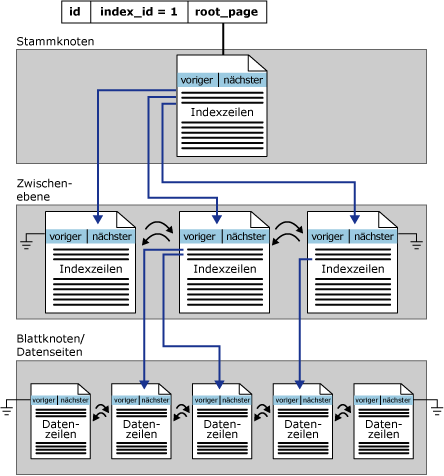 id index_id = 1 root_page
Stammknoten
voriger nächster
Indexzeilen
Zwischen-
ebene
voriger nächster voriger nächster voriger nächster
Indexzeilen Indexzeilen Indexzeilen
Blattknoten/
Datenseiten
voriger nächster voriger nächster voriger nächster voriger nächster voriger nächster
Daten- Daten- Daten- Daten- Daten-
zeilen zeilen zeilen zeilen zeilen